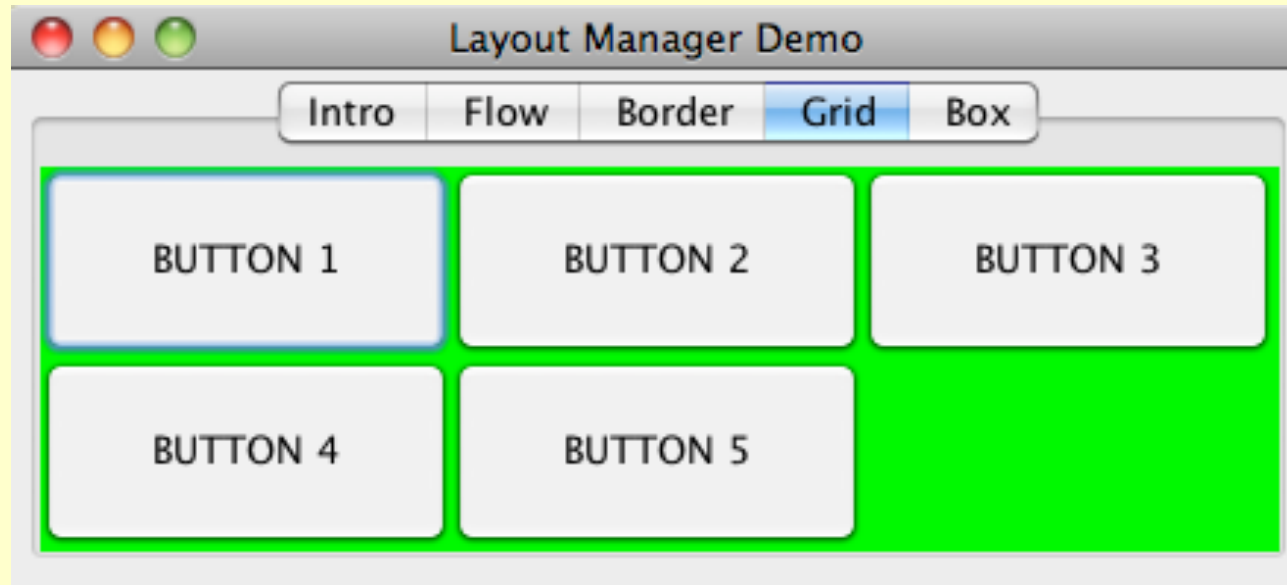 Layout Manager Demo
Intro Flow Border Grid Box
BUTTON 1 BUTTON 2 BUTTON 3
BUTTON 4 BUTTON 5